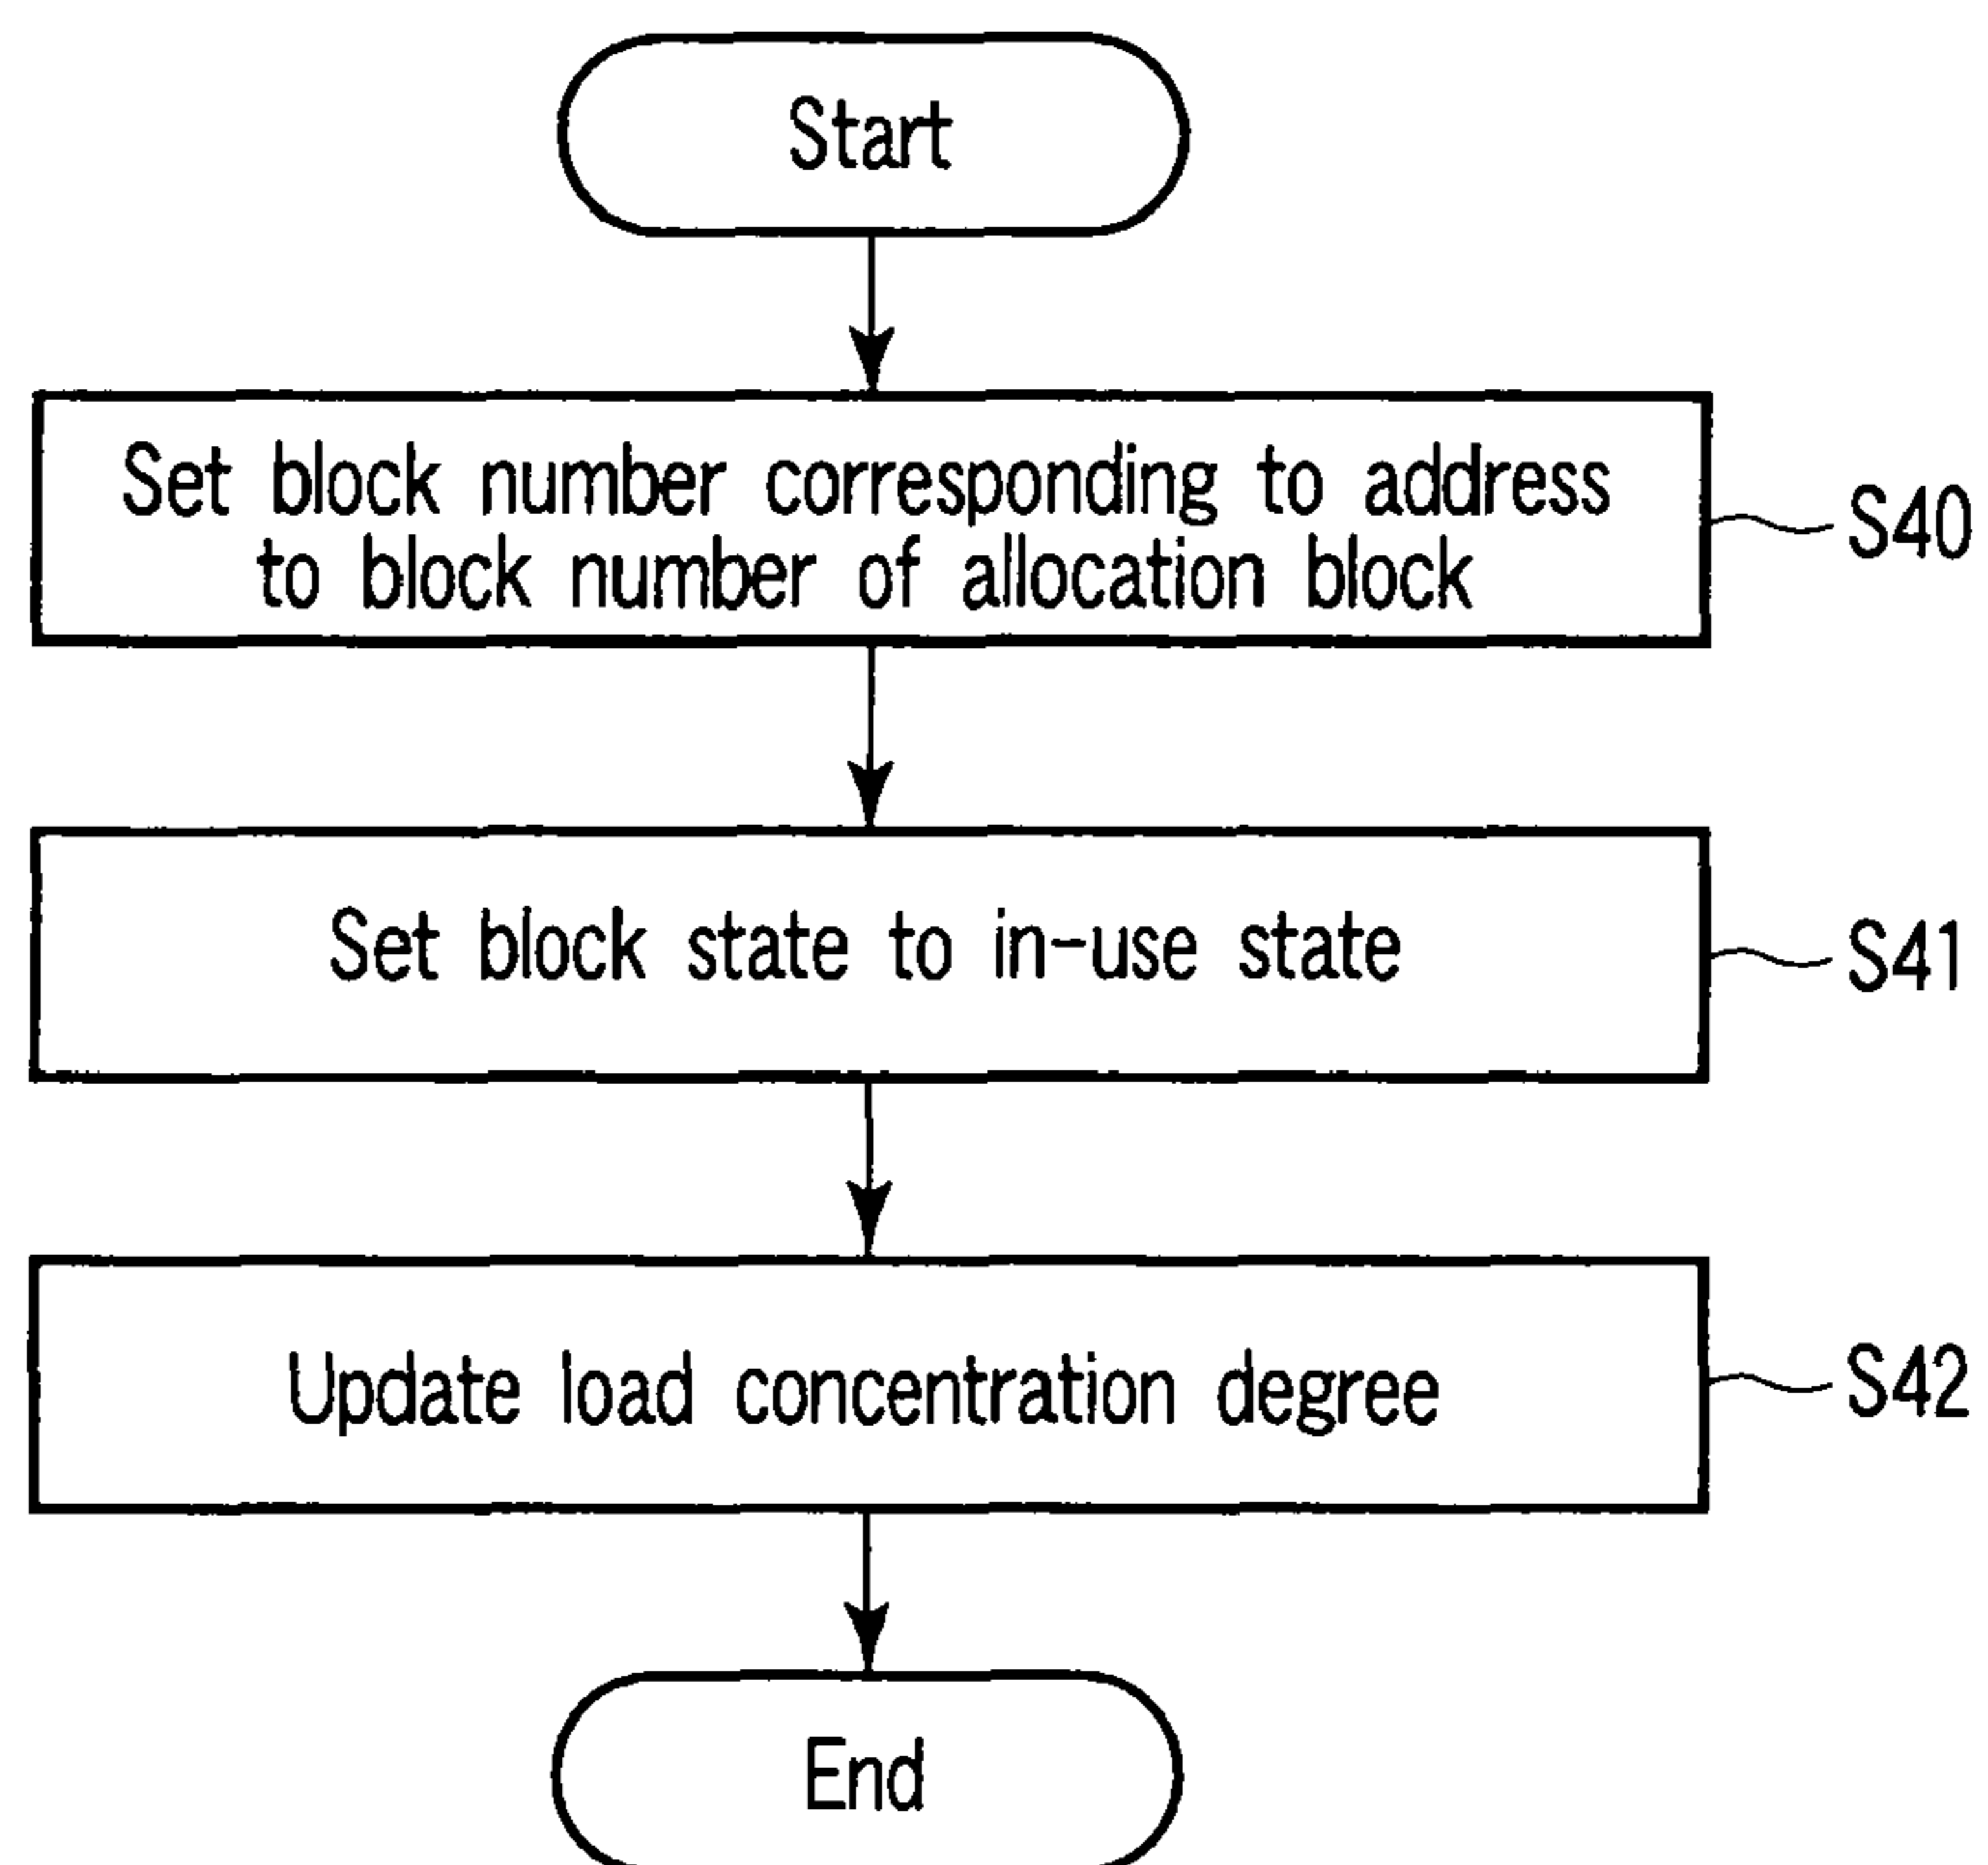 Start
Set block number corresponding to address
to block number of allocation block
S40
Set block state to in-use state
S41
Update load concentration degree
S42
End